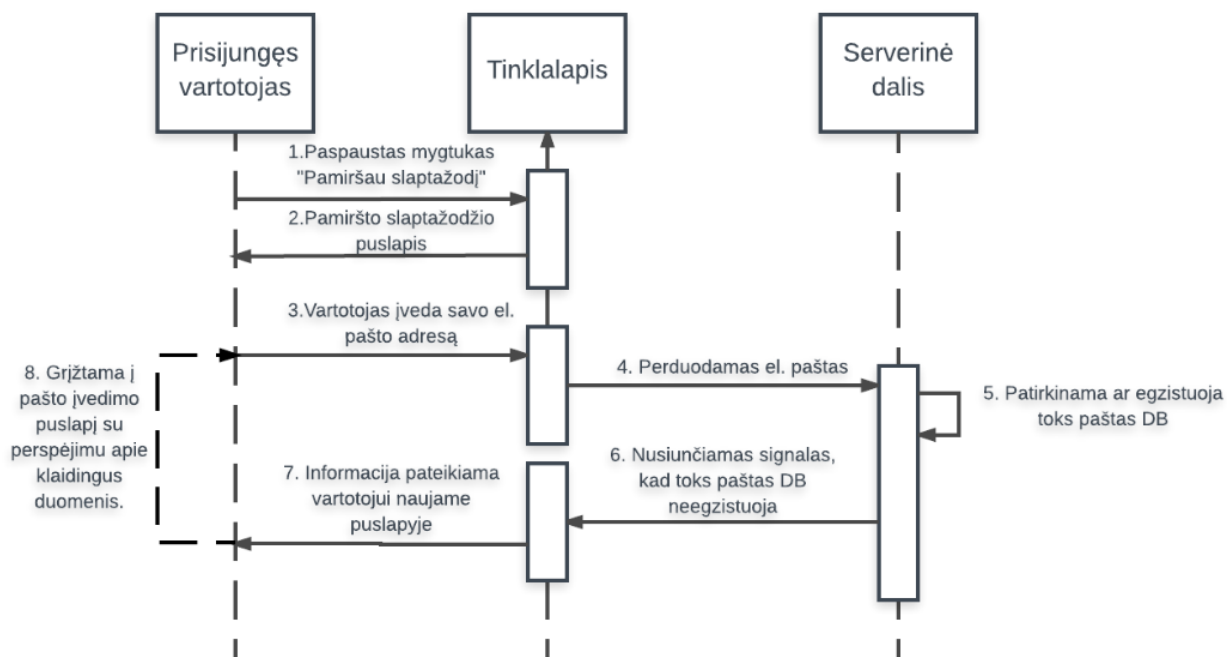 Prisijungęs
vartotojas
Tinklalapis
Serverinė
dalis
1.Paspaustas mygtukas
"Pamiršau slaptažodį"
2.Pamiršto slaptažodžio
puslapis
3.Vartotojas įveda savo el.
pašto adresą
4. Perduodamas el. paštas
5. Patirkinama ar egzistuoja
toks paštas DB
6. Nusiunčiamas signalas,
kad toks paštas DB
neegzistuoja
7. Informacija pateikiama
vartotojui naujame
puslapyje
8. Grįžtama į
pašto įvedimo
puslapį su
perspėjimu apie
klaidingus
duomenis.